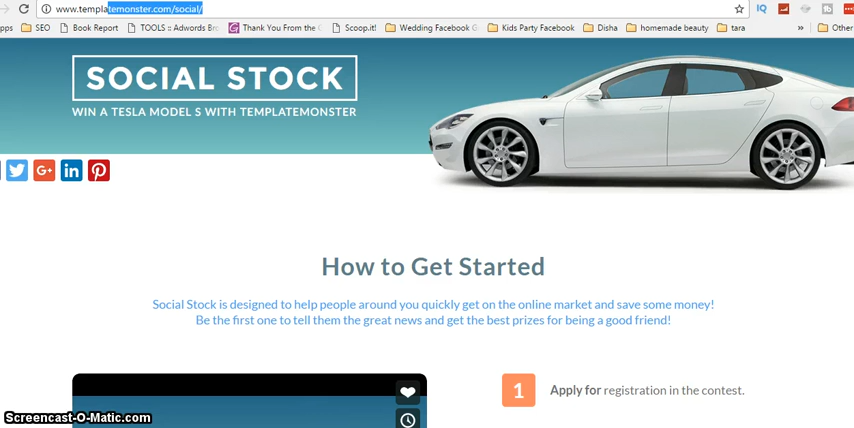 www.templatemonster.com/social/
IQ
pps SEO Book Report TOOLS :: Adwords Bro Thank You From the G Scoop.it! Wedding Facebook G Kids Party Facebook Disha homemade beauty tara » Other
SOCIAL STOCK
WIN A TESLA MODEL S WITH TEMPLATEMONSTER
G+ in
How to Get Started
Social Stock is designed to help people around you quickly get on the online market and save some money!
Be the first one to tell them the great news and get the best prizes for being a good friend!
1 Apply for registration in the contest.
Screencast-O-Matic.com